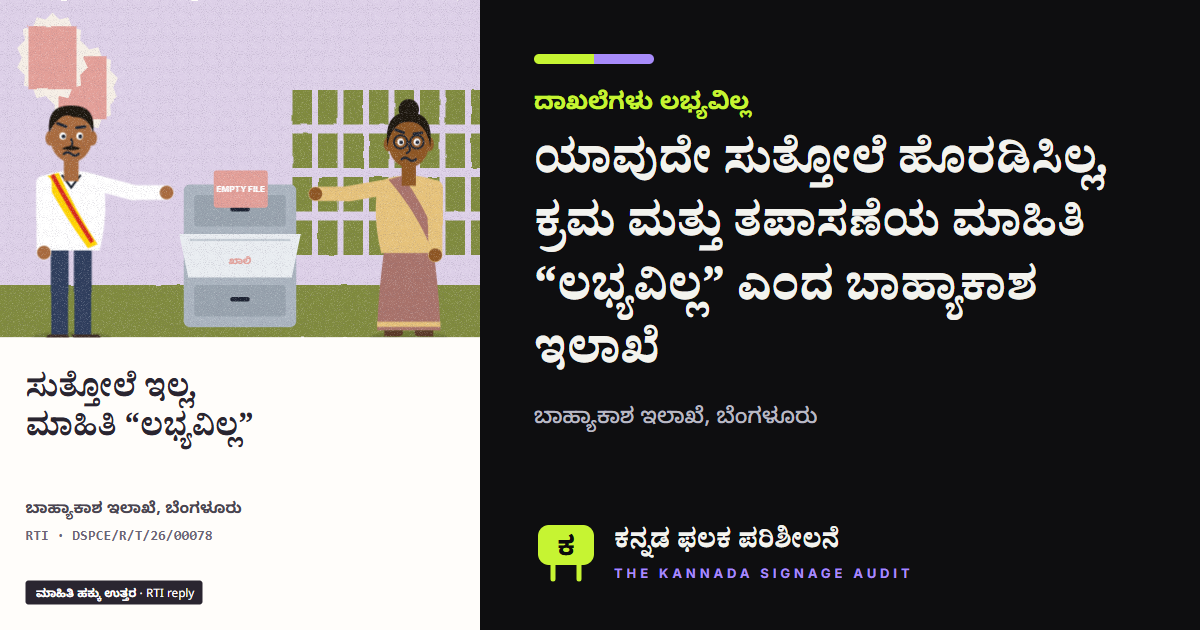 EMPTY FILE
ಖಾಲಿ
ಸುತ್ತೋಲೆ ಇಲ್ಲ,
ಮಾಹಿತಿ “ಲಭ್ಯವಿಲ್ಲ”
ಬಾಹ್ಯಾಕಾಶ ಇಲಾಖೆ, ಬೆಂಗಳೂರು
RTI · DSPCE/R/T/26/00078
ಮಾಹಿತಿ ಹಕ್ಕು ಉತ್ತರ · RTI reply
ದಾಖಲೆಗಳು ಲಭ್ಯವಿಲ್ಲ
ಯಾವುದೇ ಸುತ್ತೋಲೆ ಹೊರಡಿಸಿಲ್ಲ,
ಕ್ರಮ ಮತ್ತು ತಪಾಸಣೆಯ ಮಾಹಿತಿ
“ಲಭ್ಯವಿಲ್ಲ” ಎಂದ ಬಾಹ್ಯಾಕಾಶ
ಇಲಾಖೆ
ಬಾಹ್ಯಾಕಾಶ ಇಲಾಖೆ, ಬೆಂಗಳೂರು
ಕ
ಕನ್ನಡ ಫಲಕ ಪರಿಶೀಲನೆ
THE KANNADA SIGNAGE AUDIT